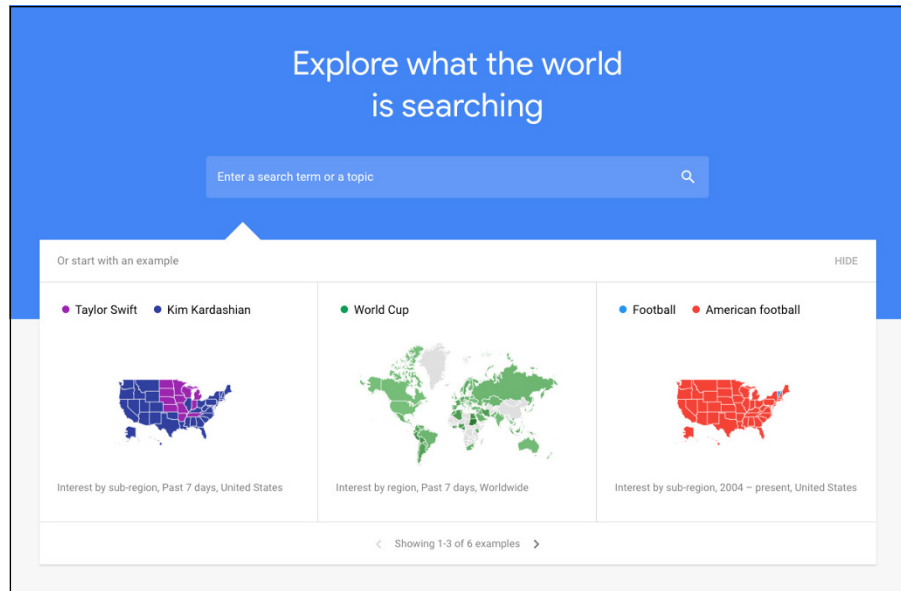 Explore what the world
is searching
Enter a search term or a topic
Or start with an example
HIDE
Taylor Swift
Kim Kardashian
World Cup
Football
American football
Interest by sub-region, Past 7 days, United States
Interest by region, Past 7 days, Worldwide
Interest by sub-region, 2004 – present, United States
Showing 1-3 of 6 examples